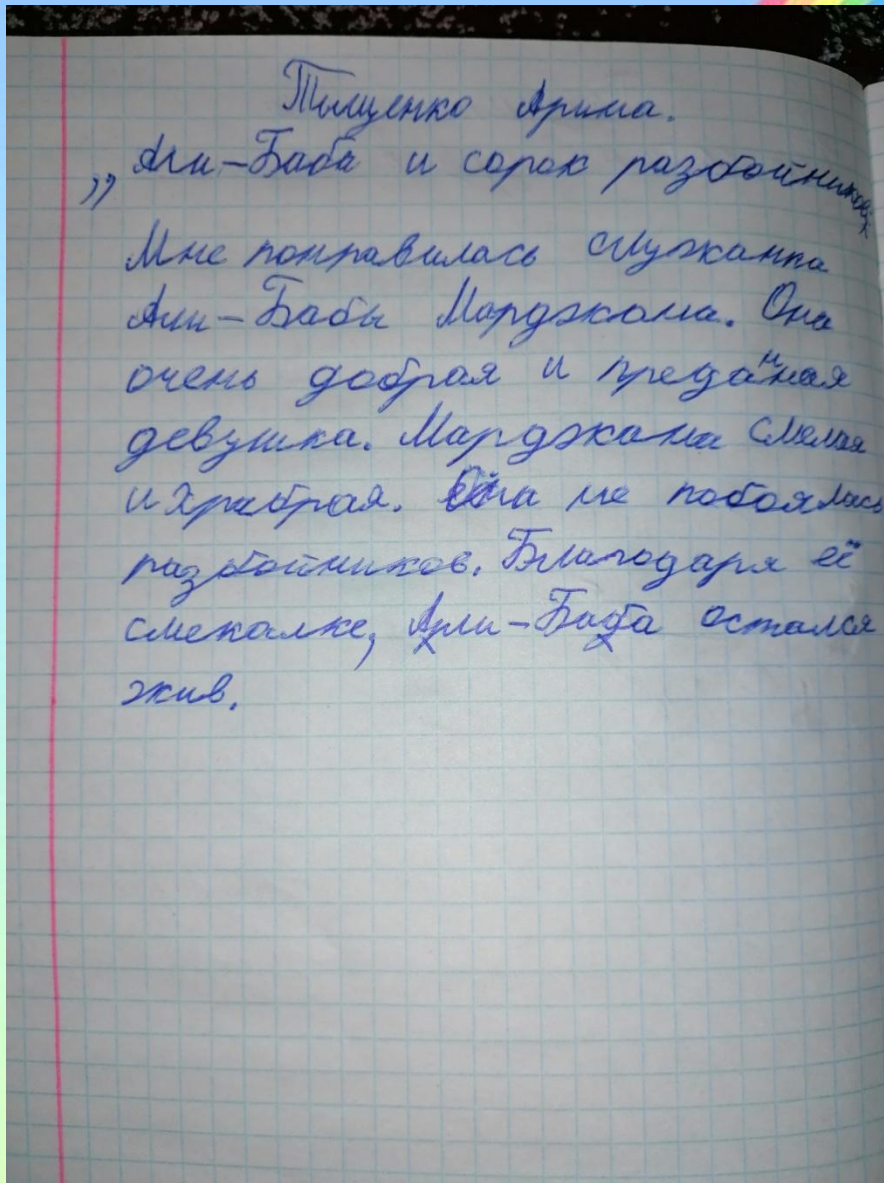 Тищенко Арина.
„Али-Баба и сорок разбойников“
Мне понравилась служанка
Али-Бабы Марджана. Она
очень добрая и преданная
девушка. Марджана смелая
и храбрая. Она не побоялась
разбойников. Благодаря её
смекалке, Али-Баба остался
жив.